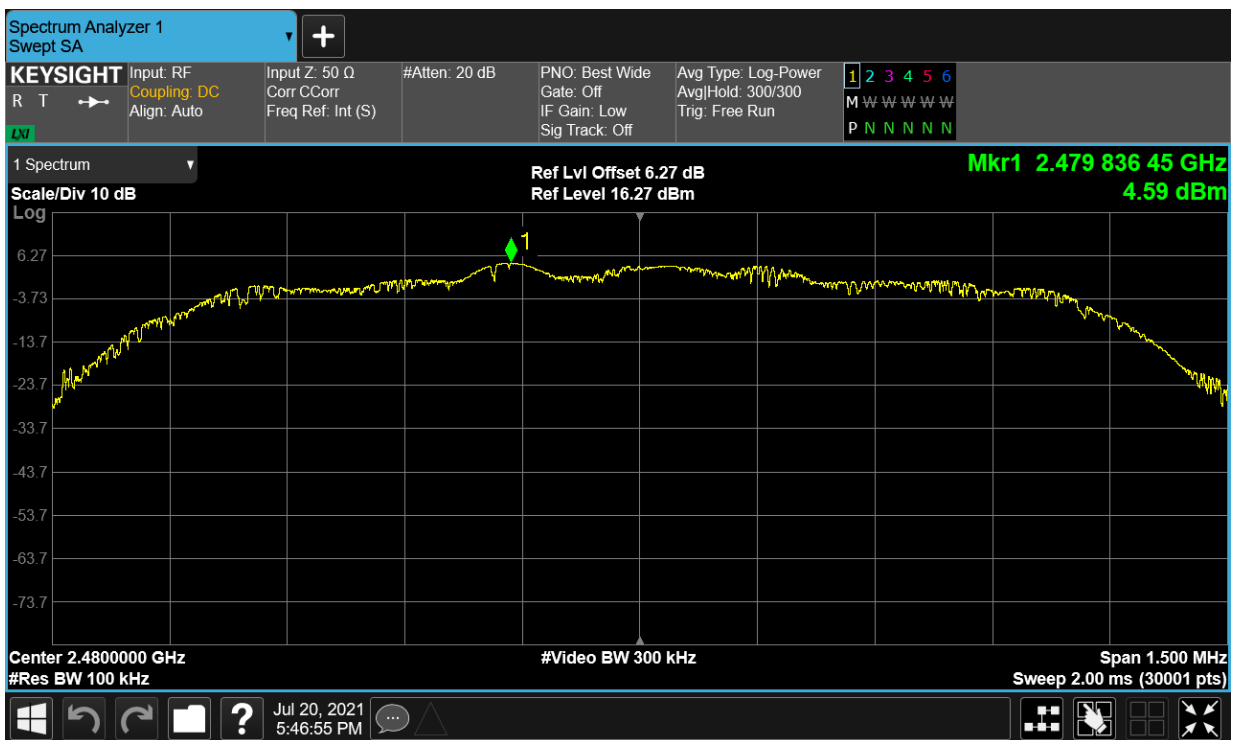 Spectrum Analyzer 1
Swept SA
▼
+
KEYSIGHT
R T
LXI
Input: RF
Coupling: DC
Align: Auto
Input Z: 50 Ω
Corr CCorr
Freq Ref: Int (S)
#Atten: 20 dB
PNO: Best Wide
Gate: Off
IF Gain: Low
Sig Track: Off
Avg Type: Log-Power
Avg|Hold: 300/300
Trig: Free Run
1 2 3 4 5 6
M W W W W W
P N N N N N
1 Spectrum ▼
Scale/Div 10 dB
Log
Ref Lvl Offset 6.27 dB
Ref Level 16.27 dBm
Mkr1 2.479 836 45 GHz
4.59 dBm
1
6.27
-3.73
-13.7
-23.7
-33.7
-43.7
-53.7
-63.7
-73.7
Center 2.4800000 GHz
#Res BW 100 kHz
#Video BW 300 kHz
Span 1.500 MHz
Sweep 2.00 ms (30001 pts)
?
Jul 20, 2021
5:46:55 PM